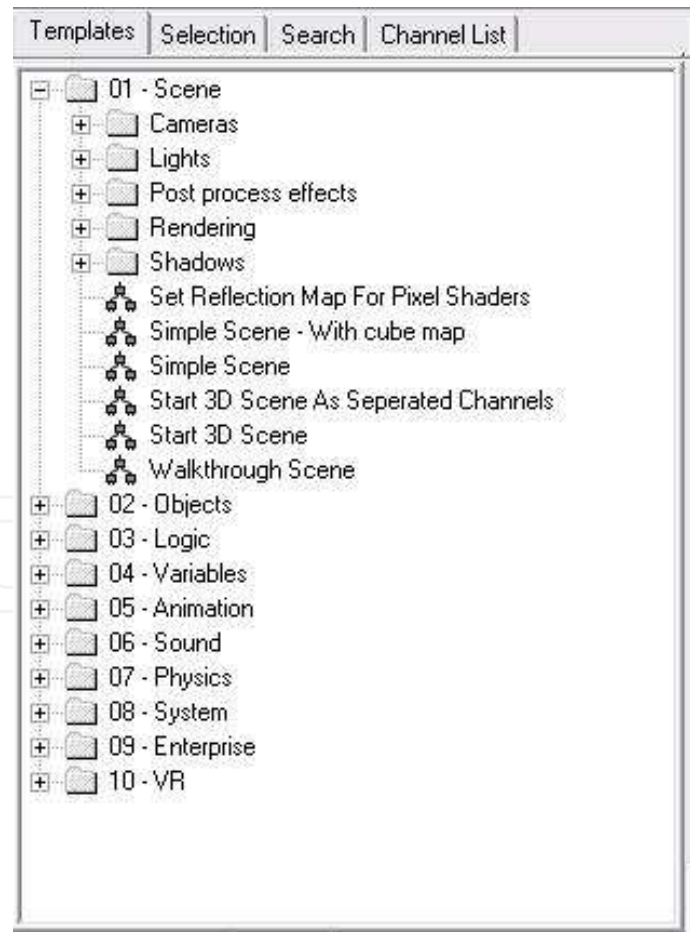 Templates Selection Search Channel List
01 - Scene
Cameras
Lights
Post process effects
Rendering
Shadows
Set Reflection Map For Pixel Shaders
Simple Scene - With cube map
Simple Scene
Start 3D Scene As Seperated Channels
Start 3D Scene
Walkthrough Scene
02 - Objects
03 - Logic
04 - Variables
05 - Animation
06 - Sound
07 - Physics
08 - System
09 - Enterprise
10 - VR